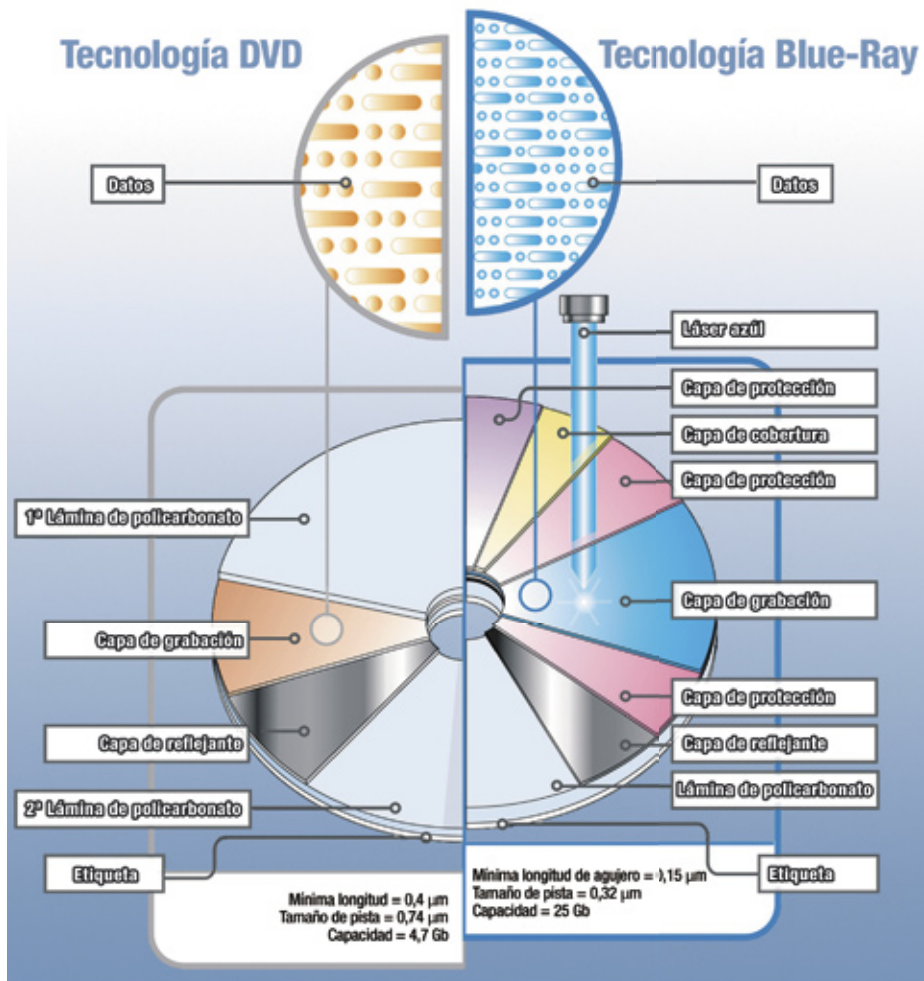 Tecnología DVD
Tecnología Blue-Ray
Datos
Datos
Láser azúl
Capa de protección
Capa de cobertura
Capa de protección
1ª Lámina de policarbonato
Capa de grabación
Capa de grabación
Capa de protección
Capa de reflejante
Capa de reflejante
Lámina de policarbonato
2ª Lámina de policarbonato
Etiqueta
Etiqueta
Mínima longitud = 0,4 µm
Tamaño de pista = 0,74 µm
Capacidad = 4,7 Gb
Mínima longitud de agujero = 0,15 µm
Tamaño de pista = 0,32 µm
Capacidad = 25 Gb